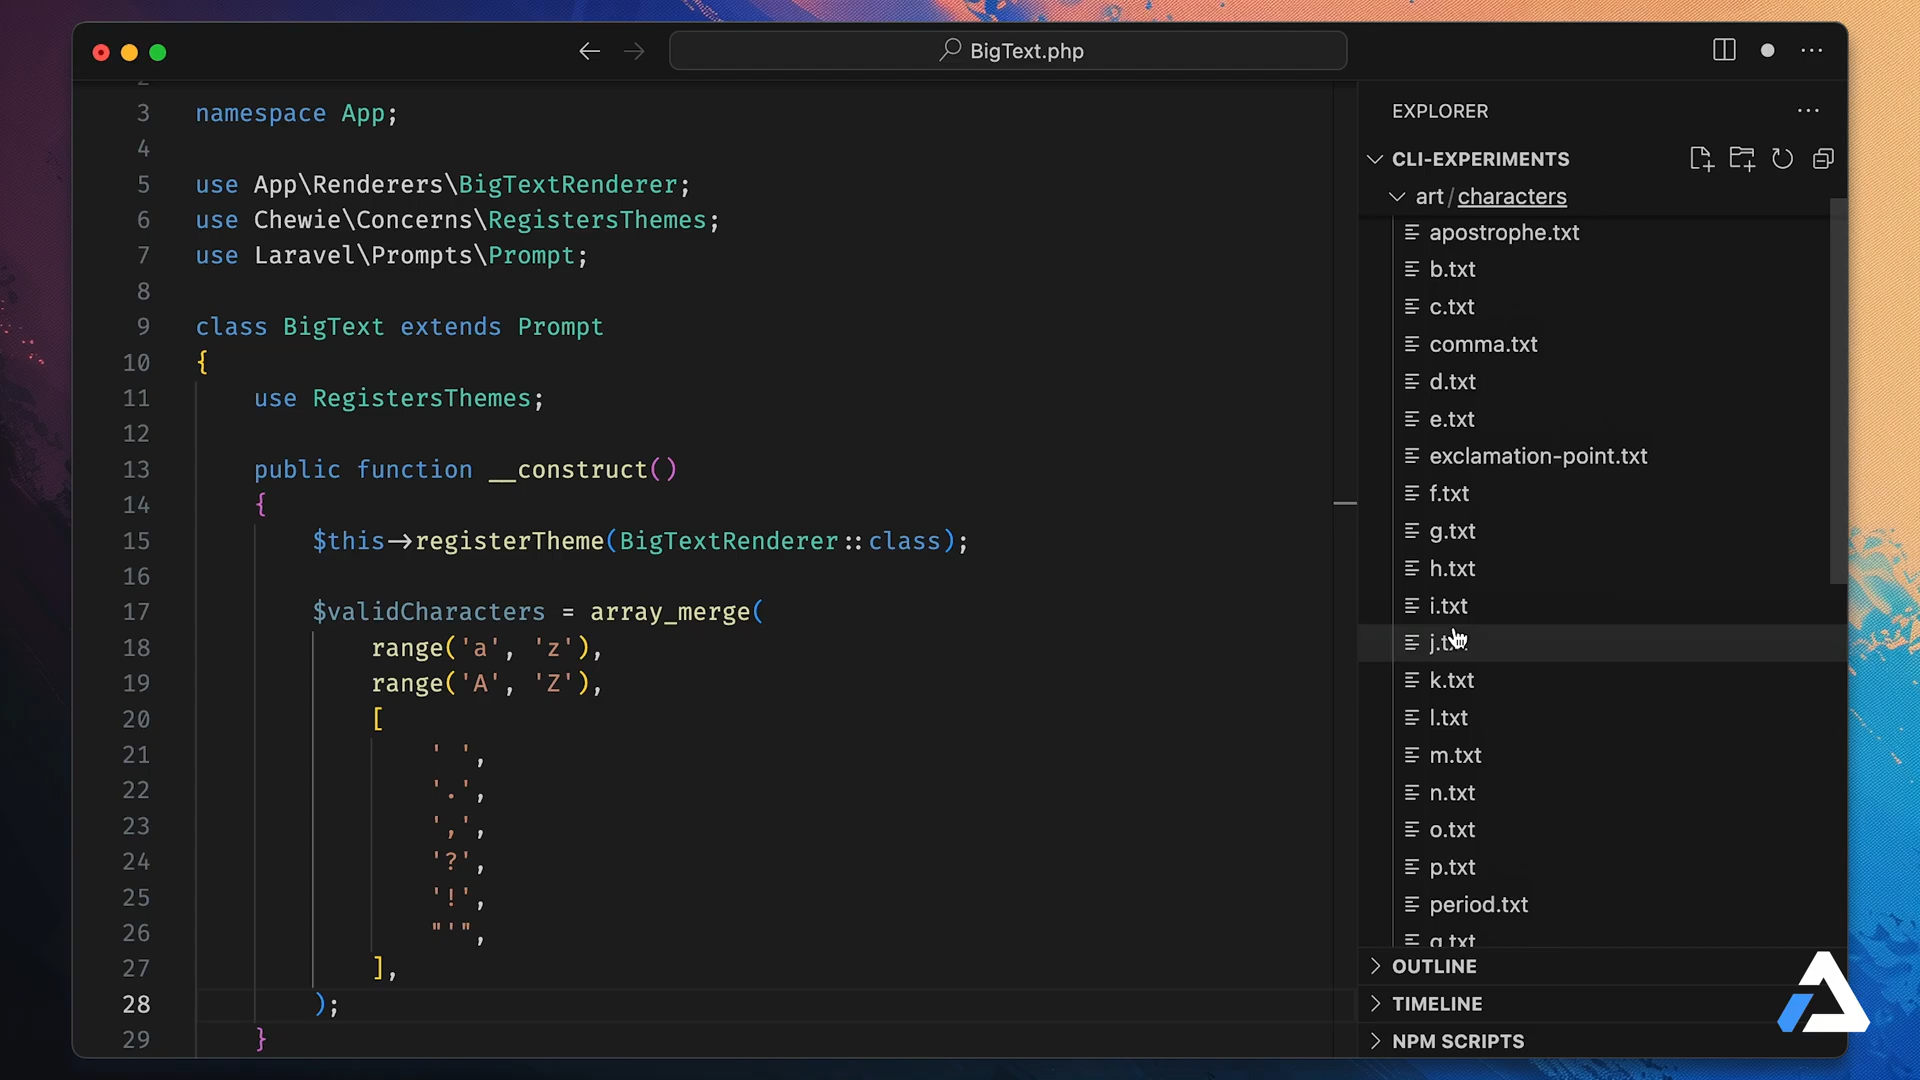 BigText.php
2
3 namespace App;
4
5 use App\Renderers\BigTextRenderer;
6 use Chewie\Concerns\RegistersThemes;
7 use Laravel\Prompts\Prompt;
8
9 class BigText extends Prompt
10 {
11 use RegistersThemes;
12
13 public function __construct()
14 {
15 $this->registerTheme(BigTextRenderer::class);
16
17 $validCharacters = array_merge(
18 range('a', 'z'),
19 range('A', 'Z'),
20 [
21 ' ',
22 '.',
23 ',',
24 '?',
25 '!',
26 "'",
27 ],
28 );
29 }
EXPLORER
CLI-EXPERIMENTS
art/characters
apostrophe.txt
b.txt
c.txt
comma.txt
d.txt
e.txt
exclamation-point.txt
f.txt
g.txt
h.txt
i.txt
j.txt
k.txt
l.txt
m.txt
n.txt
o.txt
p.txt
period.txt
q.txt
OUTLINE
TIMELINE
NPM SCRIPTS